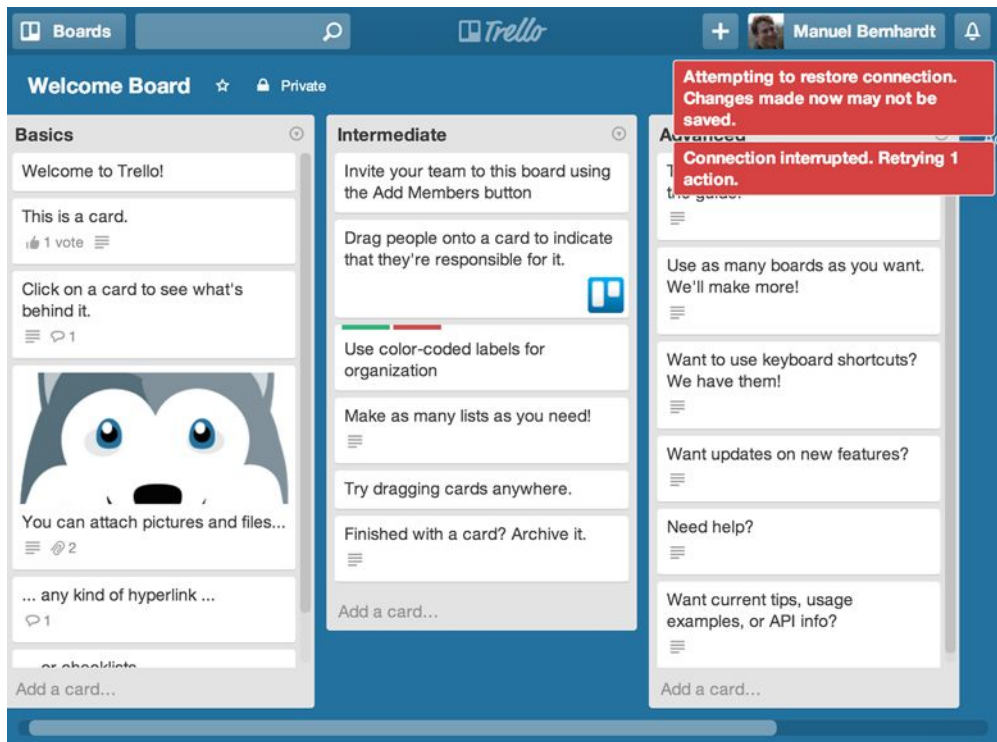 Boards
Trello
Manuel Bernhardt
Welcome Board
Private
Attempting to restore connection.
Changes made now may not be
saved.
Connection interrupted. Retrying 1
action.
Basics
Welcome to Trello!
This is a card.
1 vote
Click on a card to see what's
behind it.
1
You can attach pictures and files...
2
... any kind of hyperlink ...
1
... or checklists
Add a card...
Intermediate
Invite your team to this board using
the Add Members button
Drag people onto a card to indicate
that they're responsible for it.
Use color-coded labels for
organization
Make as many lists as you need!
Try dragging cards anywhere.
Finished with a card? Archive it.
Add a card...
Advanced
the guide?
Use as many boards as you want.
We'll make more!
Want to use keyboard shortcuts?
We have them!
Want updates on new features?
Need help?
Want current tips, usage
examples, or API info?
Add a card...